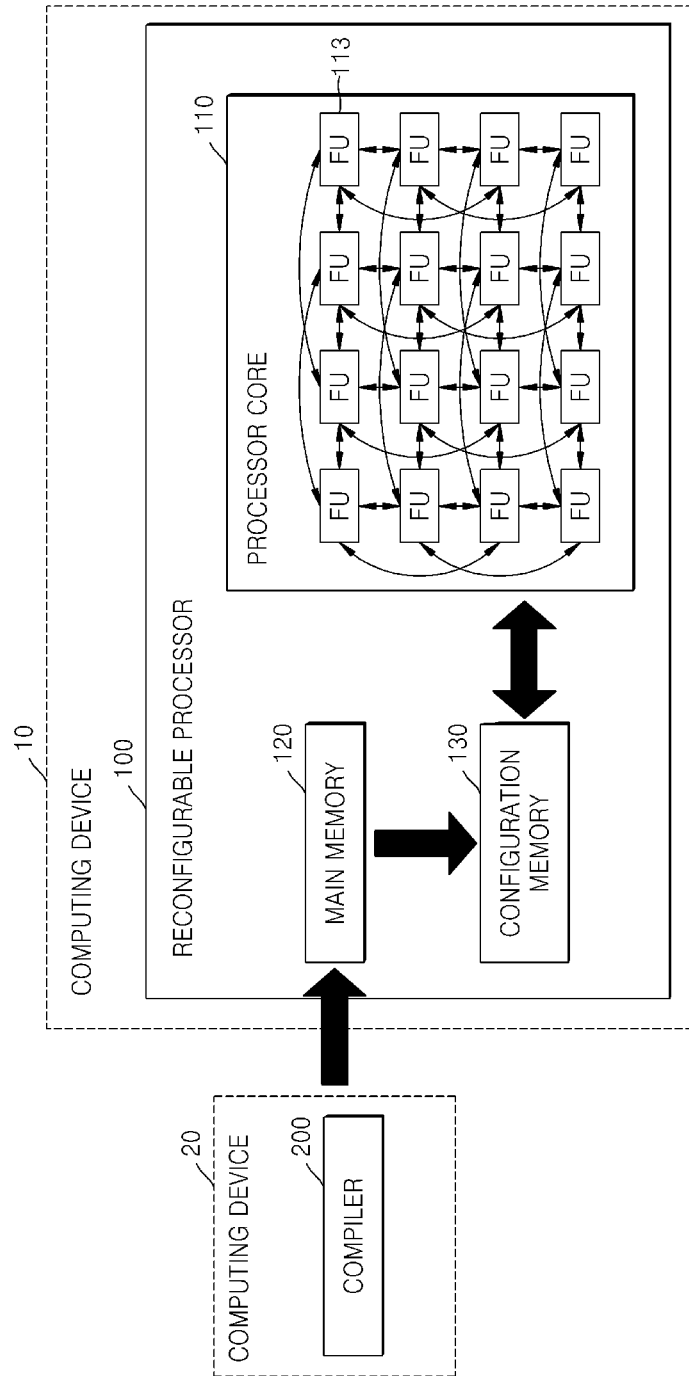 10
COMPUTING DEVICE
100
RECONFIGURABLE PROCESSOR
110
PROCESSOR CORE
113
FU FU FU FU
FU FU FU FU
FU FU FU FU
FU FU FU FU
120
MAIN MEMORY
130
CONFIGURATION
MEMORY
20
COMPUTING DEVICE
200
COMPILER